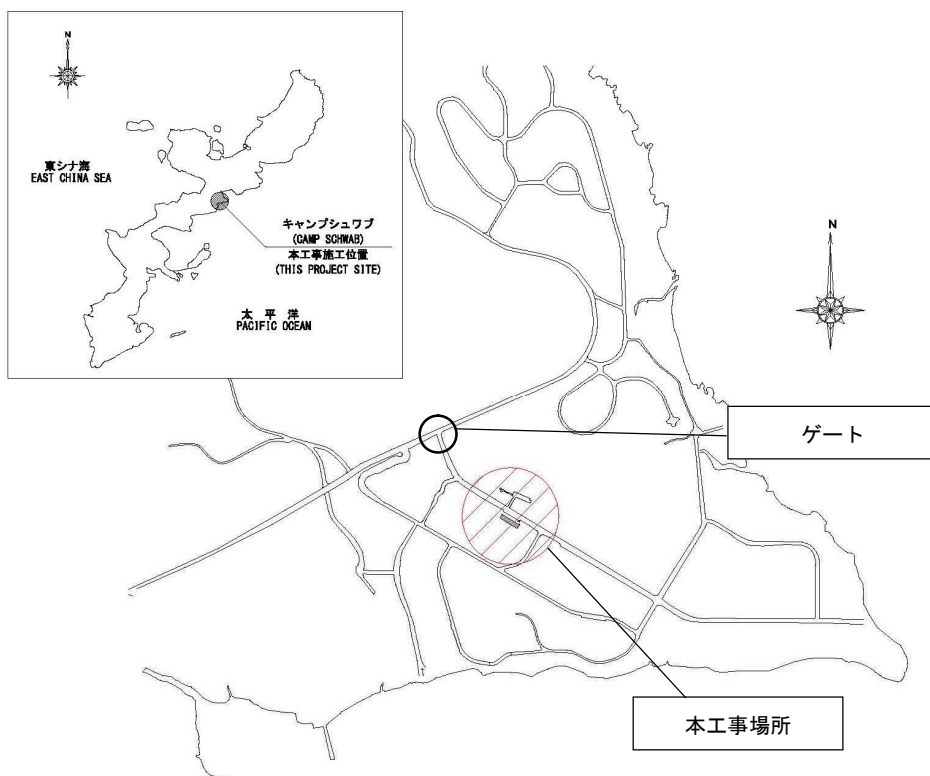 N
東シナ海
EAST CHINA SEA
キャンプシュワブ
(CAMP SCHWAB)
本工事施工位置
(THIS PROJECT SITE)
太平洋
PACIFIC OCEAN
N
ゲート
本工事場所